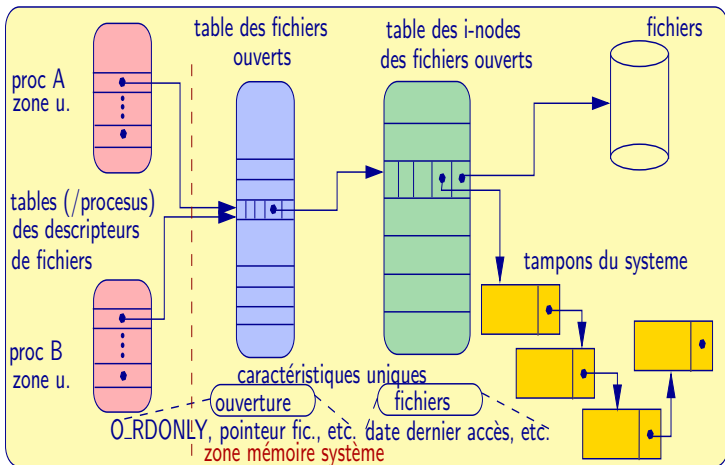 table des fichiers
ouverts
table des i-nodes
des fichiers ouverts
fichiers
proc A
zone u.
tables (/procesus)
des descripteurs
de fichiers
tampons du systeme
proc B
zone u.
caractéristiques uniques
ouverture
fichiers
O_RDONLY, pointeur fic., etc.
date dernier accès, etc.
zone mémoire système